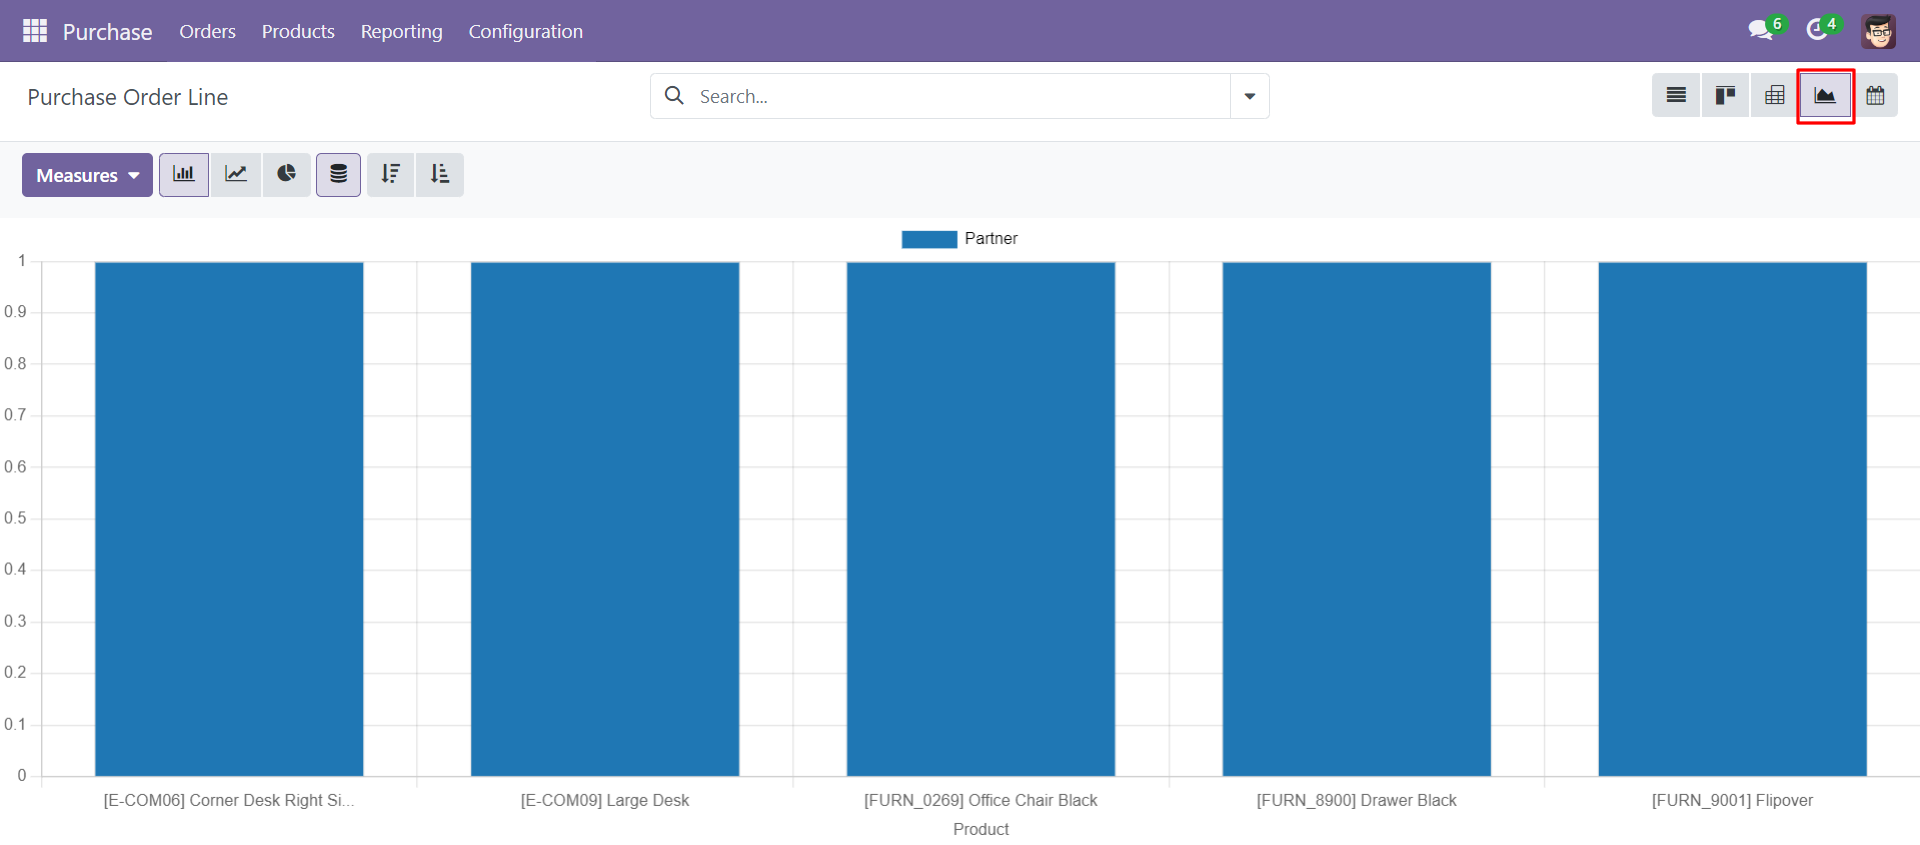 Purchase Orders Products Reporting Configuration 6 4
Purchase Order Line Search...
Measures
Partner
1
0.9
0.8
0.7
0.6
0.5
0.4
0.3
0.2
0.1
0
[E-COM06] Corner Desk Right Si... [E-COM09] Large Desk [FURN_0269] Office Chair Black [FURN_8900] Drawer Black [FURN_9001] Flipover
Product